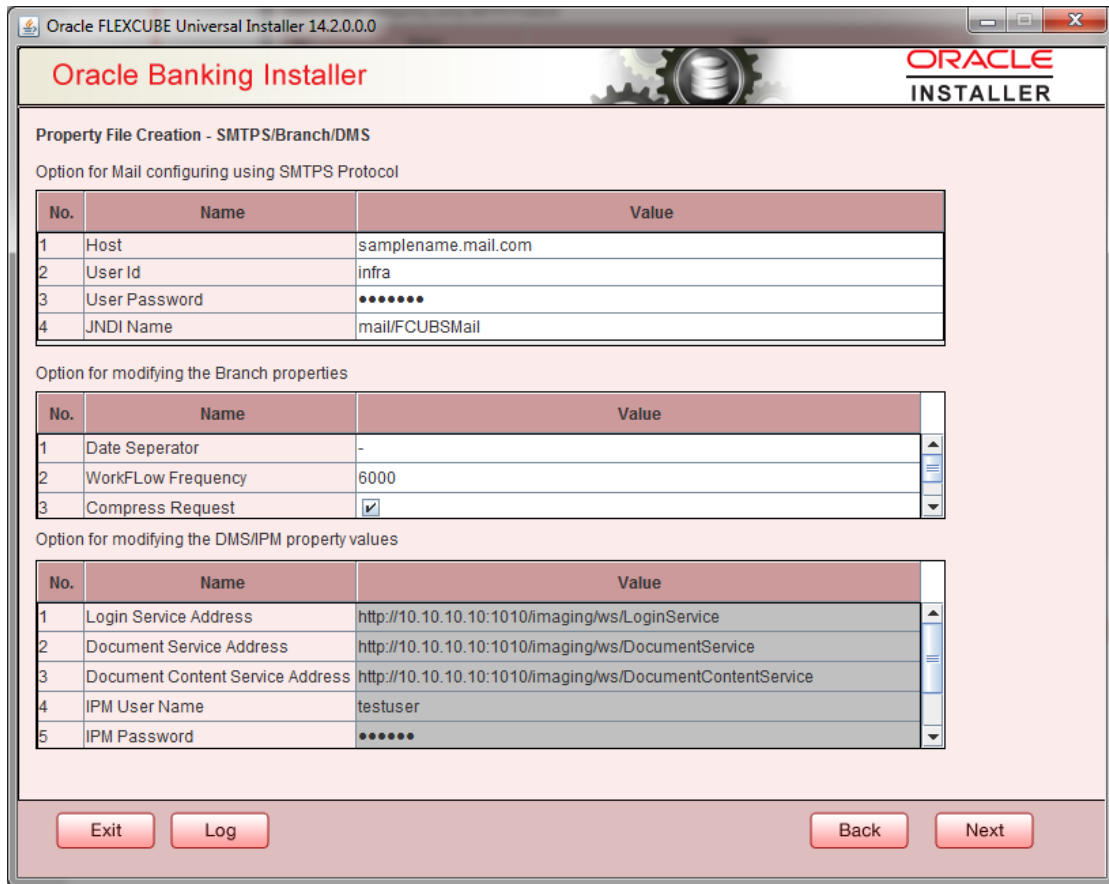 Oracle FLEXCUBE Universal Installer 14.2.0.0.0
Oracle Banking Installer
ORACLE
INSTALLER
Property File Creation - SMTPS/Branch/DMS
Option for Mail configuring using SMTPS Protocol
No. Name Value
1 Host samplename.mail.com
2 User Id infra
3 User Password •••••••
4 JNDI Name mail/FCUBSMail
Option for modifying the Branch properties
No. Name Value
1 Date Seperator -
2 WorkFLow Frequency 6000
3 Compress Request
Option for modifying the DMS/IPM property values
No. Name Value
1 Login Service Address http://10.10.10.10:1010/imaging/ws/LoginService
2 Document Service Address http://10.10.10.10:1010/imaging/ws/DocumentService
3 Document Content Service Address http://10.10.10.10:1010/imaging/ws/DocumentContentService
4 IPM User Name testuser
5 IPM Password ••••••
Exit Log Back Next